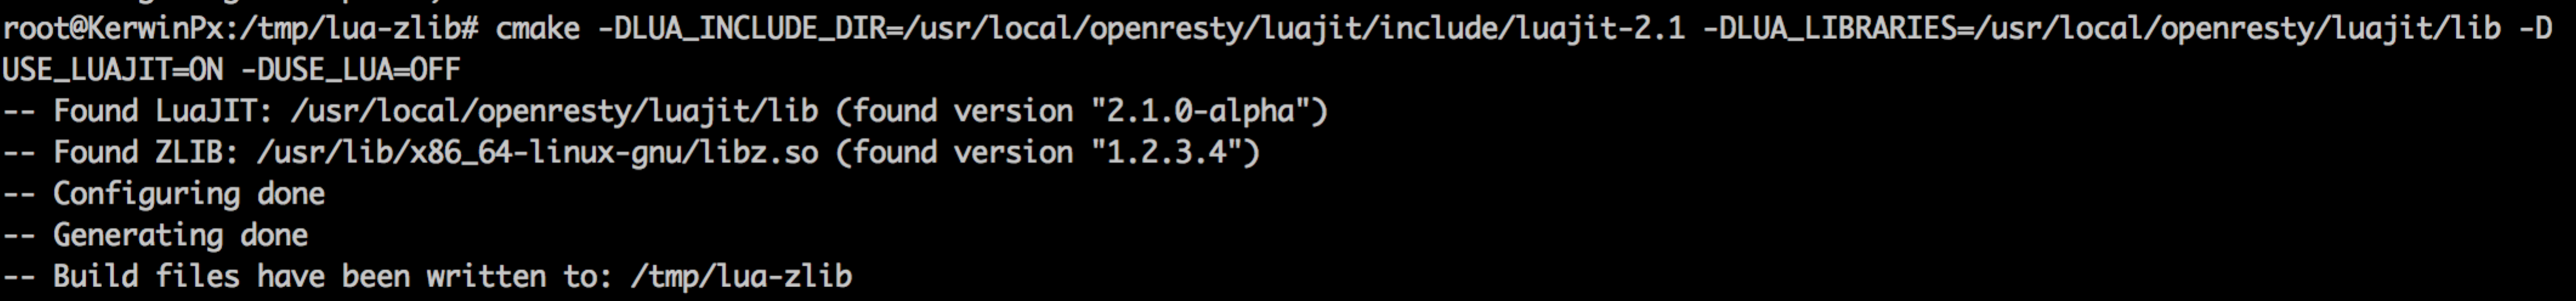 root@KerwinPx:/tmp/lua-zlib# cmake -DLUA_INCLUDE_DIR=/usr/local/openresty/luajit/include/luajit-2.1 -DLUA_LIBRARIES=/usr/local/openresty/luajit/lib -D
USE_LUAJIT=ON -DUSE_LUA=OFF
-- Found LuaJIT: /usr/local/openresty/luajit/lib (found version "2.1.0-alpha")
-- Found ZLIB: /usr/lib/x86_64-linux-gnu/libz.so (found version "1.2.3.4")
-- Configuring done
-- Generating done
-- Build files have been written to: /tmp/lua-zlib